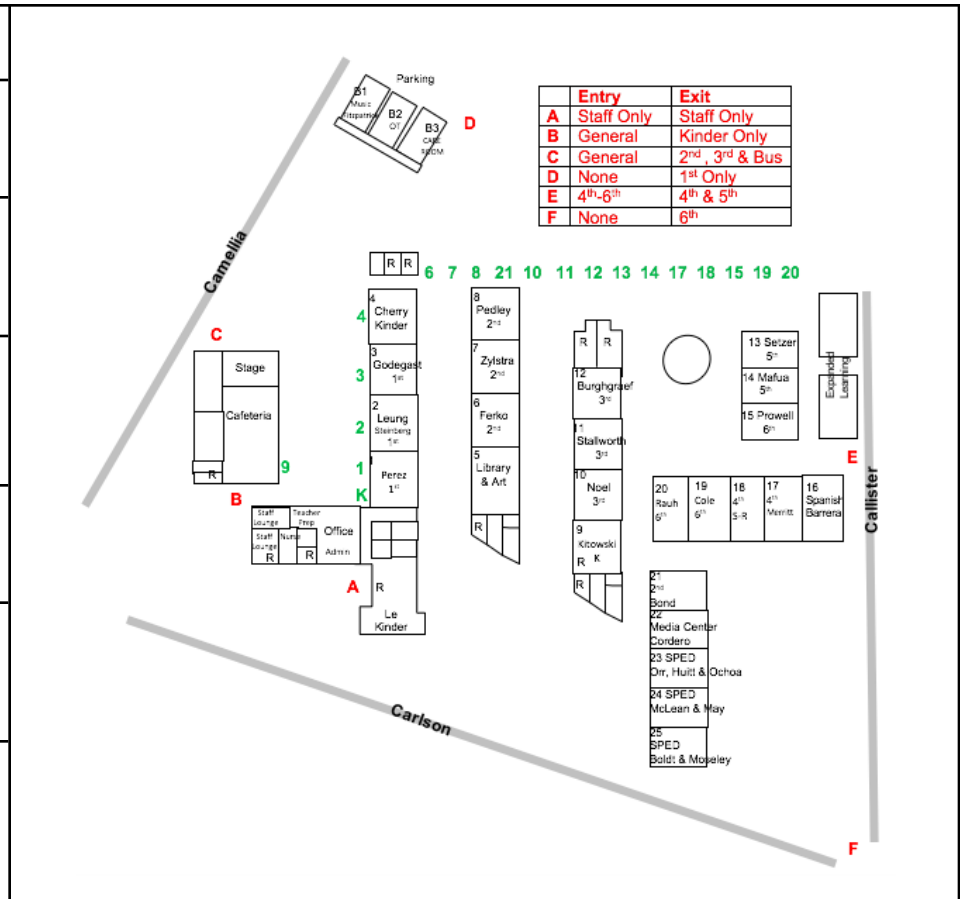 Parking
B1
Music
Fitzpatrick
B2
OT
B3
CARE
ROOM
D
Entry Exit
A Staff Only Staff Only
B General Kinder Only
C General 2nd , 3rd & Bus
D None 1st Only
E 4th-6th 4th & 5th
F None 6th
Camellia
R R
6 7 8 21 10 11 12 13 14 17 18 15 19 20
4
4
Cherry
Kinder
8
Pedley
2nd
C
Stage
Cafeteria
R
9
3
3
Godegast
1st
7
Zylstra
2nd
R R
12
Burghgraef
3rd
13 Setzer
5th
14 Mafua
5th
15 Prowell
6th
Expanded
Learning
2
2
Leung
Steinberg
1st
6
Ferko
2nd
11
Stallworth
3rd
E
1
K
1
Perez
1st
5
Library
& Art
R
10
Noel
3rd
9
Kitowski
R K
R
20
Rauh
6th
19
Cole
6th
18
4th
S-R
17
4th
Merritt
16
Spanish
Barrera
Callister
B
Staff
Lounge
Teacher
Prep
Staff
Lounge
R
Nurse
R
Office
Admin
A
R
Le
Kinder
21
2nd
Bond
22
Media Center
Cordero
23 SPED
Orr, Huitt & Ochoa
24 SPED
McLean & May
25
SPED
Boldt & Moseley
Carlson
F